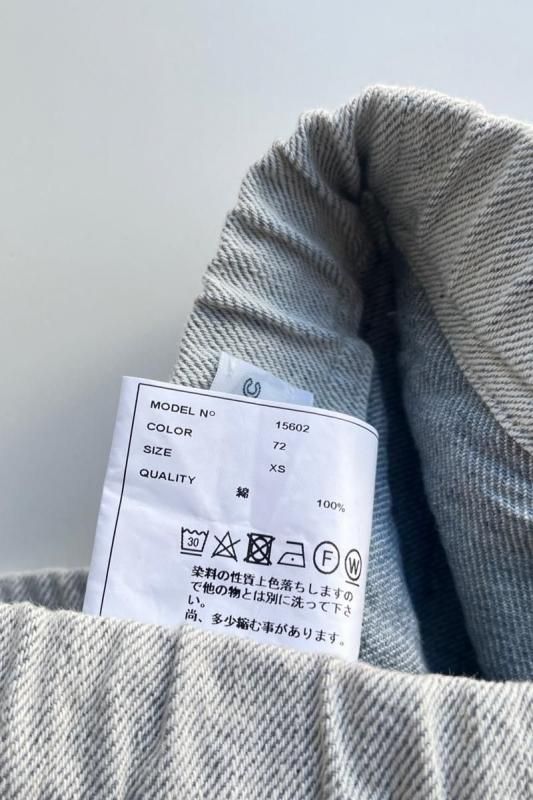 MODEL Nº 15602
COLOR 72
SIZE XS
QUALITY
綿 100%
30 F W
染料の性質上色落ちしますの
で他の物とは別に洗って下さ
い。
尚、多少縮む事があります。